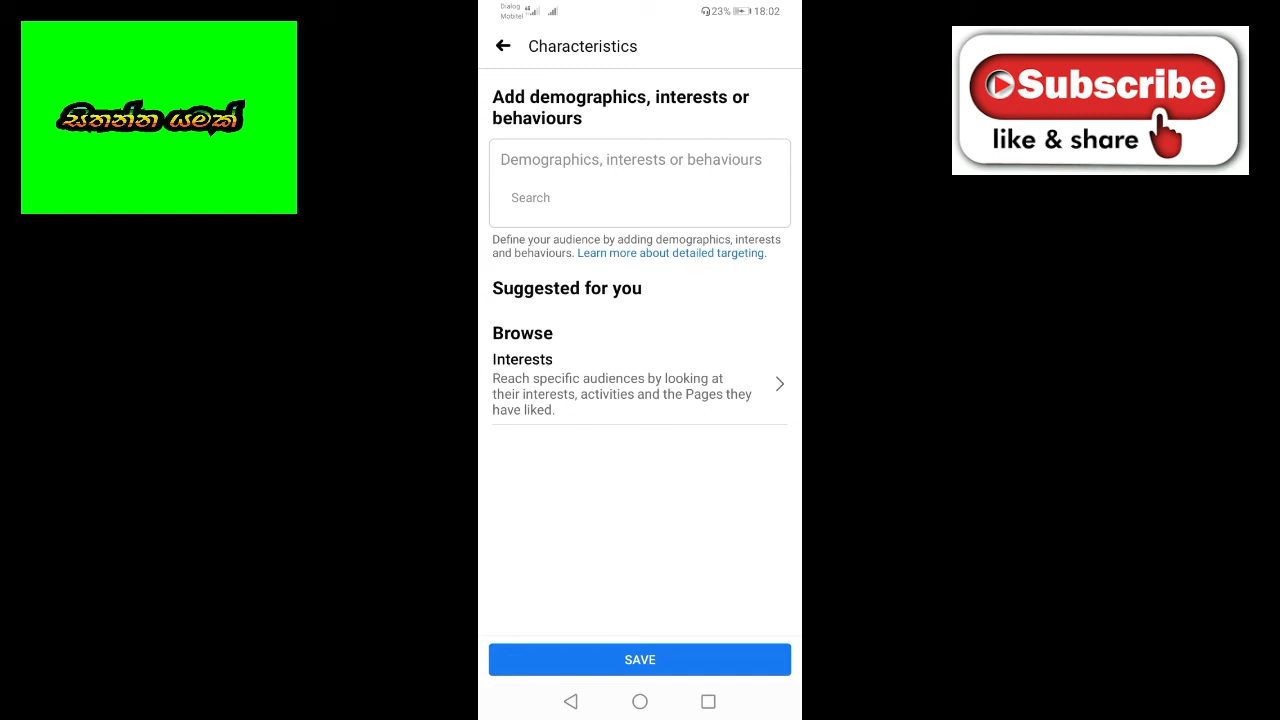 සිතන්න යමක්
Dialog
Mobitel
23% 18:02
Characteristics
Add demographics, interests or
behaviours
Demographics, interests or behaviours
Search
Define your audience by adding demographics, interests
and behaviours. Learn more about detailed targeting.
Suggested for you
Browse
Interests
Reach specific audiences by looking at
their interests, activities and the Pages they
have liked.
SAVE
Subscribe
like & share